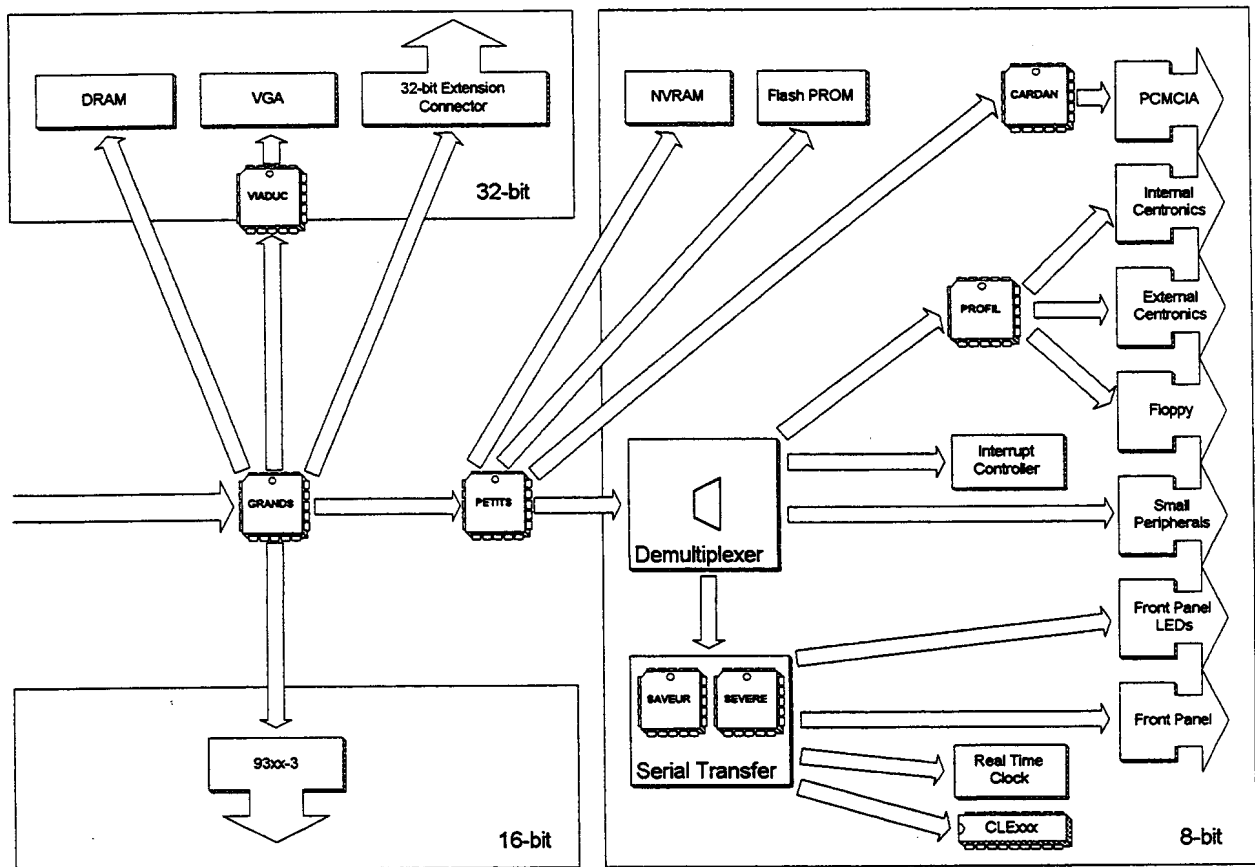 DRAM
VGA
32-bit Extension
Connector
VIADUC
32-bit
NVRAM
Flash PROM
CARDAN
PCMCIA
Internal
Centronics
PROFIL
External
Centronics
Floppy
GRANDS
PETITS
Demultiplexer
Interrupt
Controller
Small
Peripherals
Front Panel
LEDs
SAVEUR
SEVERE
Serial Transfer
Front Panel
Real Time
Clock
CLExxx
8-bit
93xx-3
16-bit